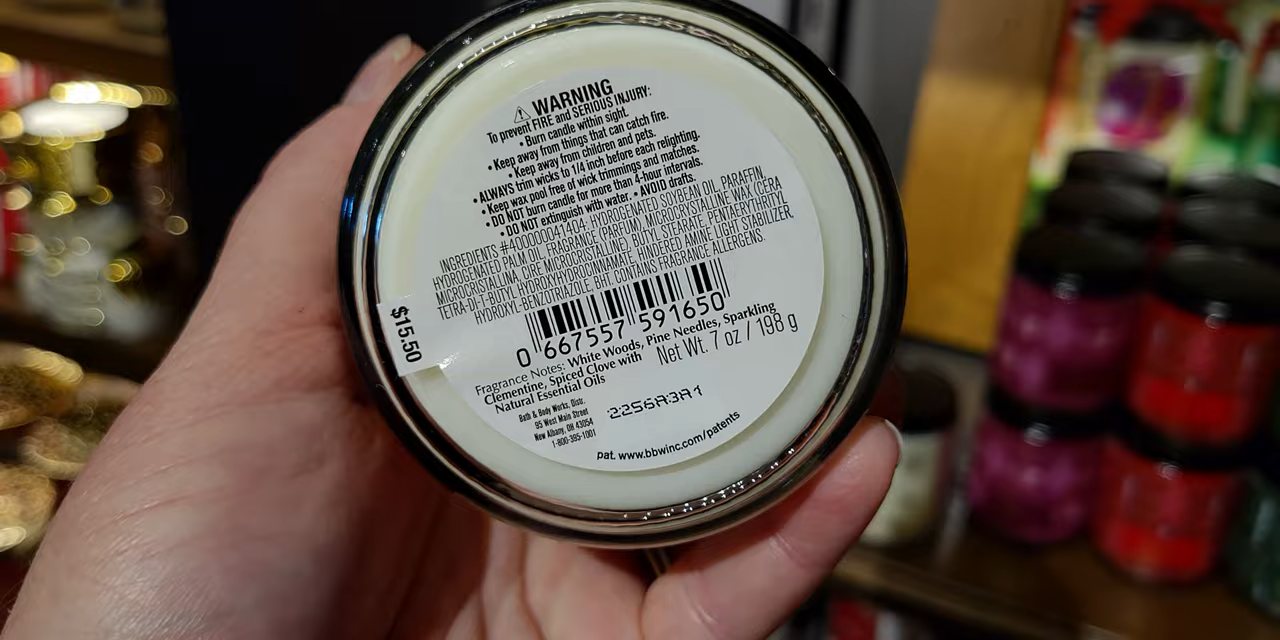 ⚠ WARNING
To prevent FIRE and SERIOUS INJURY:
• Burn candle within sight.
• Keep away from things that can catch fire.
• Keep away from children and pets.
• ALWAYS trim wicks to 1/4 inch before each relighting.
• Keep wax pool free of wick trimmings and matches.
• DO NOT burn candle for more than 4-hour intervals.
• DO NOT extinguish with water. • AVOID drafts.
INGREDIENTS #400000041404: HYDROGENATED SOYBEAN OIL, PARAFFIN,
HYDROGENATED PALM OIL, FRAGRANCE (PARFUM), MICROCRYSTALLINE WAX (CERA
MICROCRISTALLINA, CIRE MICROCRISTALLINE), BUTYL STEARATE, PENTAERYTHRITYL
TETRA-DI-T-BUTYL HYDROXYHYDROCINNAMATE, HINDERED AMINE LIGHT STABILIZER,
HYDROXYL-BENZOTRIAZOLE, BHT. CONTAINS FRAGRANCE ALLERGENS.
$15.50
0 667557 591650
Fragrance Notes: White Woods, Pine Needles, Sparkling
Clementine, Spiced Clove with
Natural Essential Oils
Net Wt. 7 oz / 198 g
Bath & Body Works, Distr.
95 West Main Street
New Albany, OH 43054
1-800-395-1001
2256A3A1
pat. www.bbwinc.com/patents